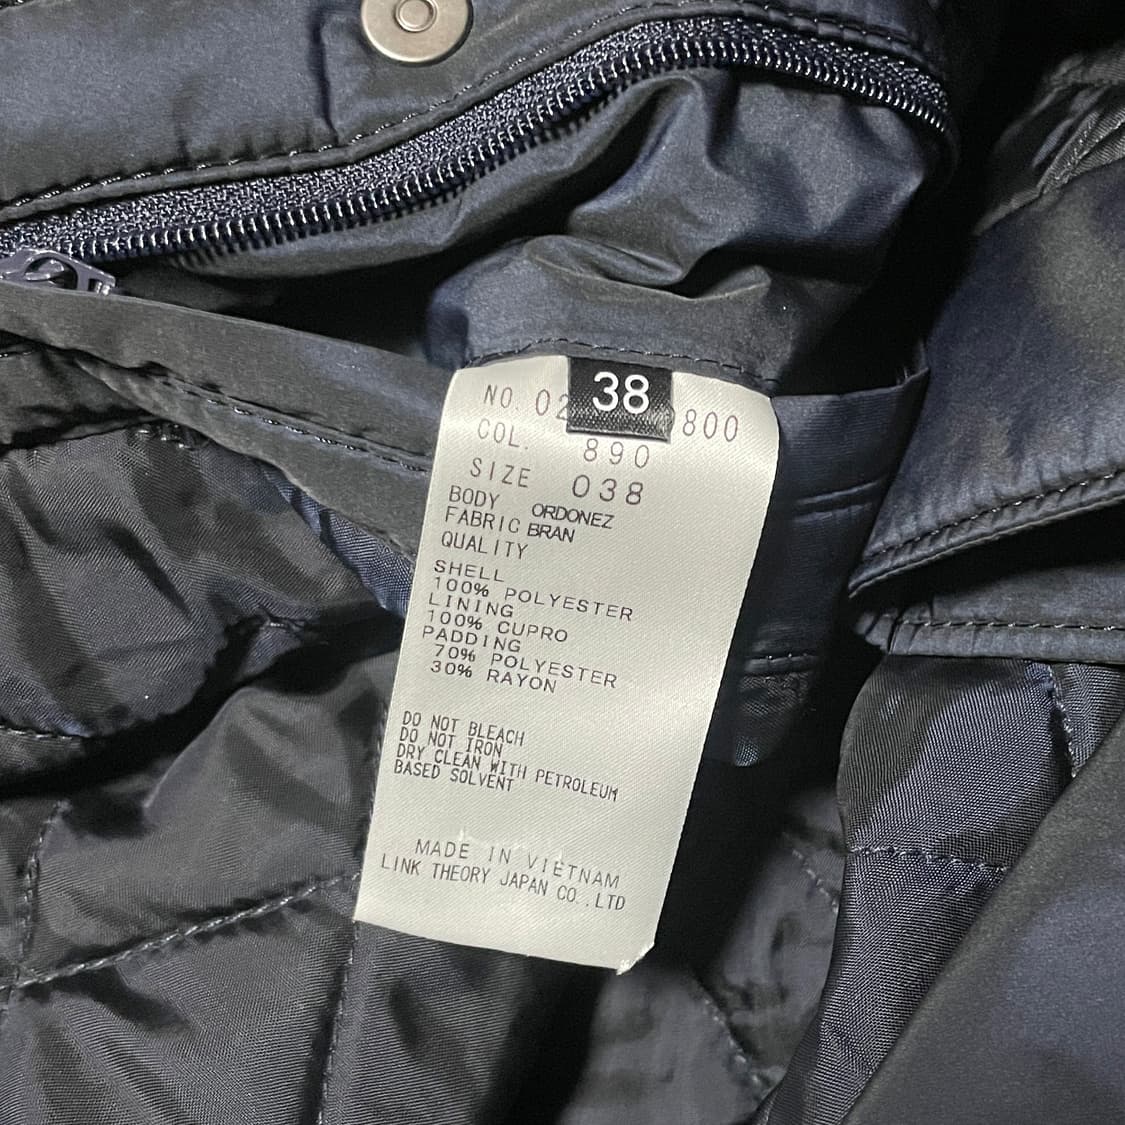 38
NO. 02 800
COL. 890
SIZE 038
BODY ORDONEZ
FABRIC BRAN
QUALITY
SHELL
100% POLYESTER
LINING
100% CUPRO
PADDING
70% POLYESTER
30% RAYON
DO NOT BLEACH
DO NOT IRON
DRY CLEAN WITH PETROLEUM
BASED SOLVENT
MADE IN VIETNAM
LINK THEORY JAPAN CO.,LTD